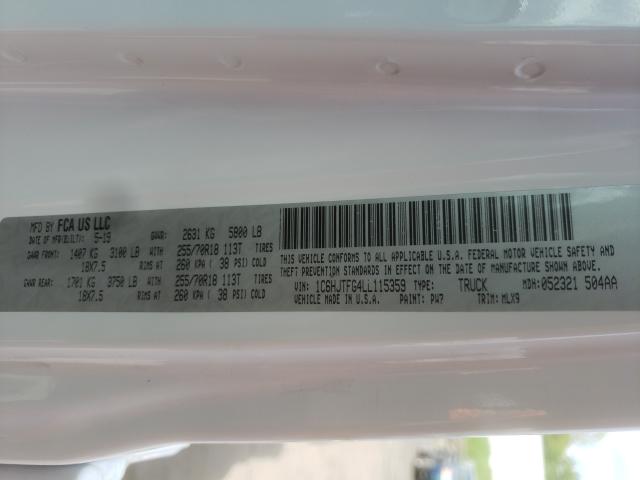 MFD BY FCA US LLC
DATE OF MFR(BUILT): 5-19 GVWR: 2631 KG 5800 LB
GAWR FRONT: 1407 KG 3100 LB WITH 255/70R18 113T TIRES
18X7.5 RIMS AT 260 KPA ( 38 PSI) COLD
GAWR REAR: 1701 KG 3750 LB WITH 255/70R18 113T TIRES
18X7.5 RIMS AT 260 KPA ( 38 PSI) COLD
THIS VEHICLE CONFORMS TO ALL APPLICABLE U.S.A. FEDERAL MOTOR VEHICLE SAFETY AND
THEFT PREVENTION STANDARDS IN EFFECT ON THE DATE OF MANUFACTURE SHOWN ABOVE.
MADE IN U.S.A.
VIN: 1C6HJTFG4LL115359 TYPE: TRUCK MDH: 052321 504AA
PAINT: PW7 TRIM: MLX9